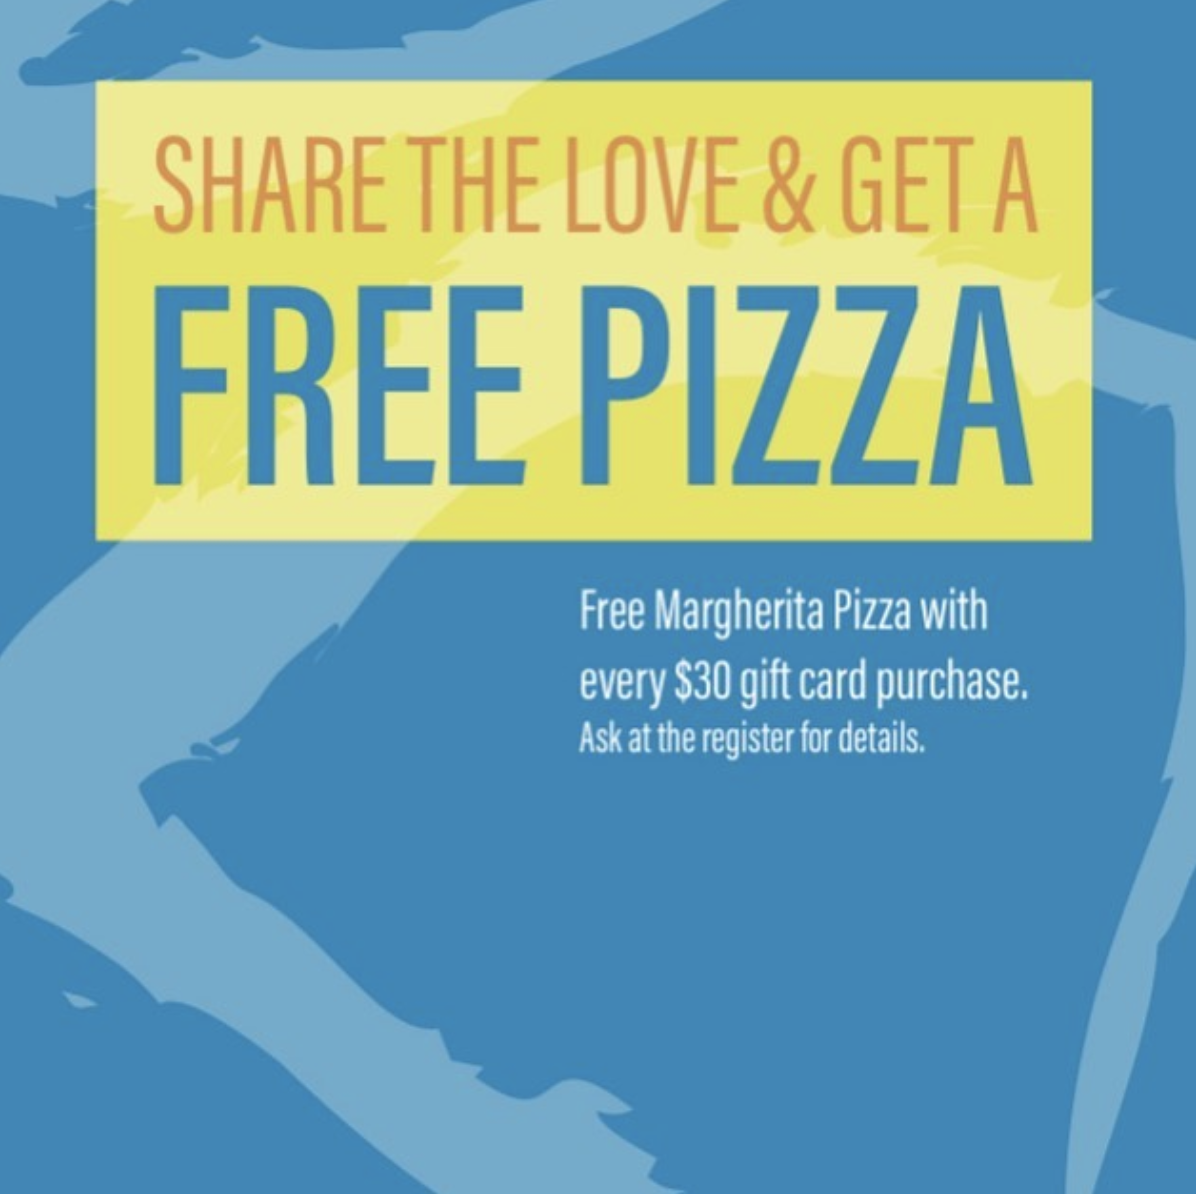 SHARE THE LOVE & GET A
FREE PIZZA
Free Margherita Pizza with
every $30 gift card purchase.
Ask at the register for details.